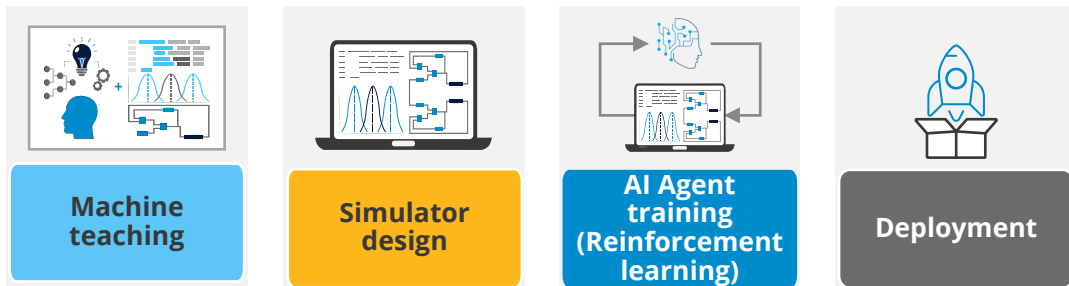 Machine
teaching
Simulator
design
AI Agent
training
(Reinforcement
learning)
Deployment